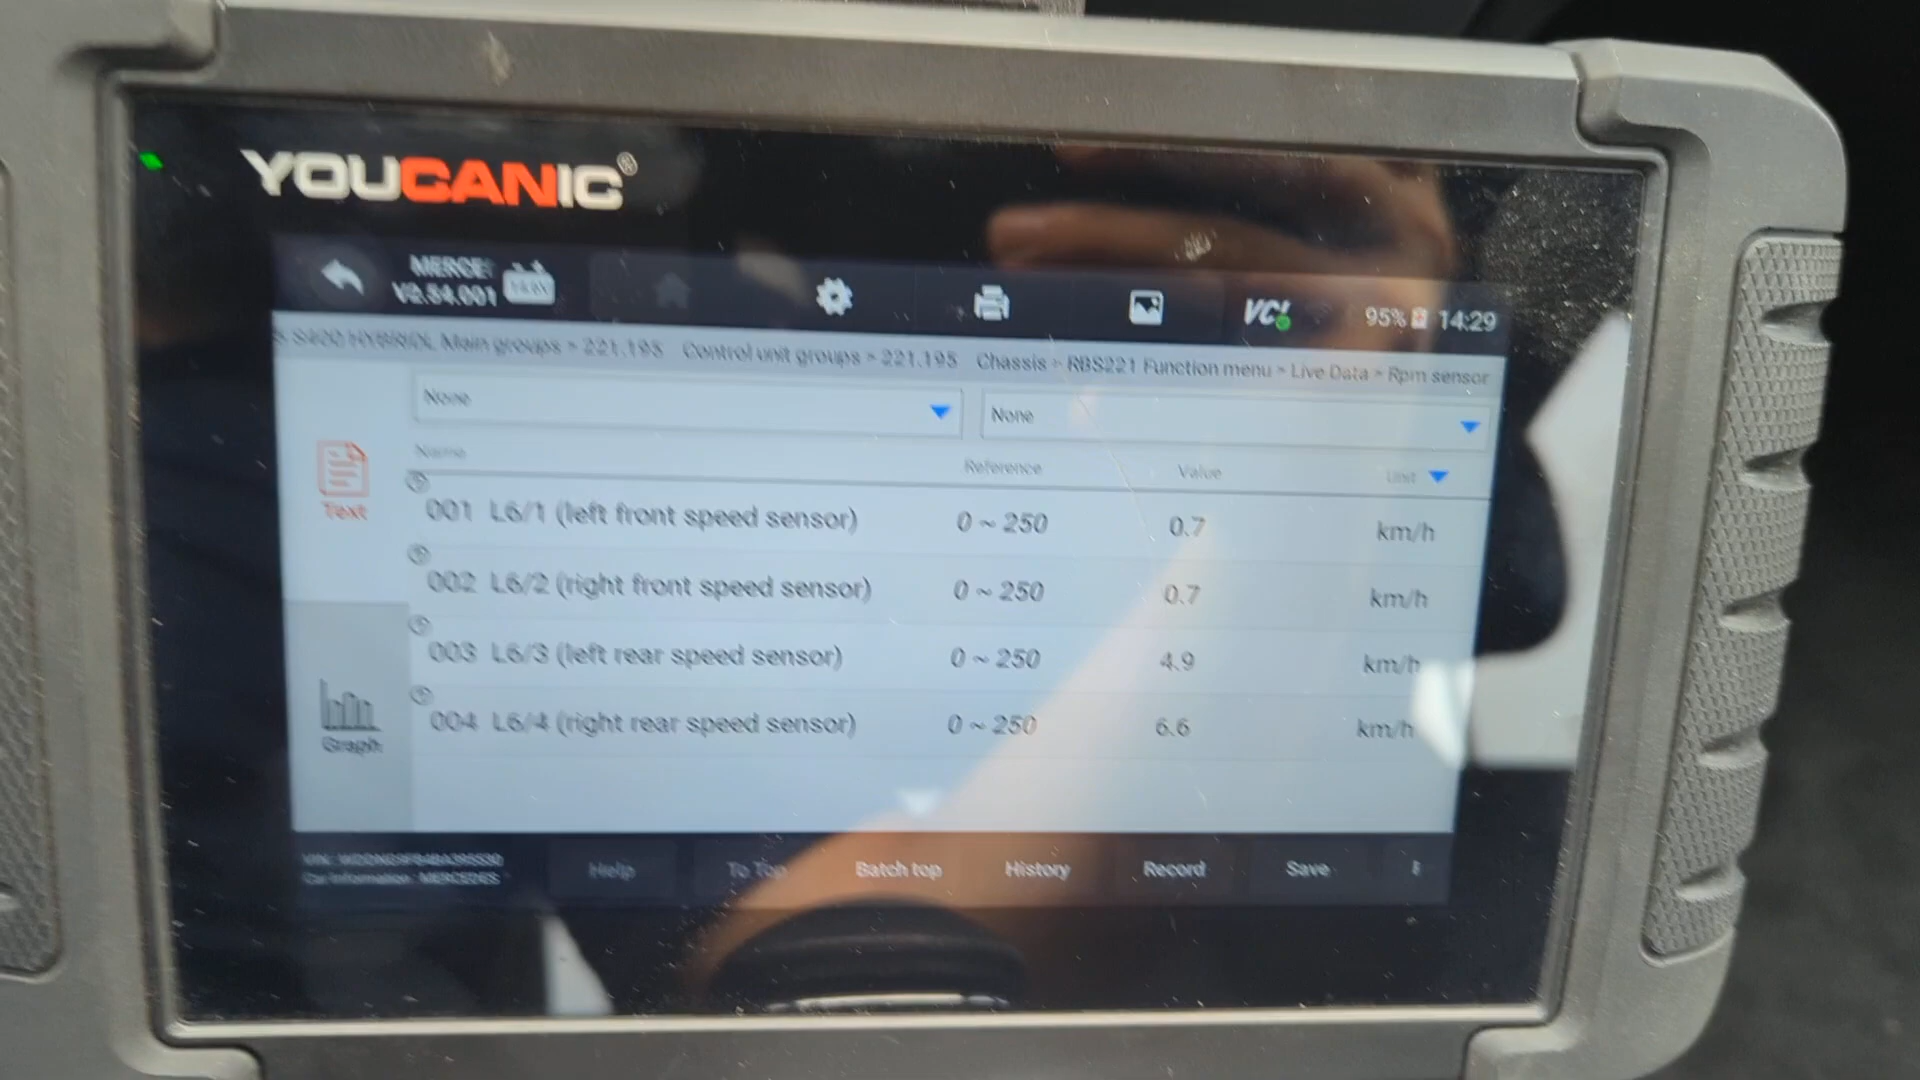 YOUCANIC®
MERCE
V2.54.001
VCI
95% 14:29
S S400 HYBRID(L Main groups > 221.195 Control unit groups > 221.195 Chassis > RBS221 Function menu > Live Data > Rpm sensor
None
None
Name Reference Value Unit
001 L6/1 (left front speed sensor) 0 ~ 250 0.7 km/h
002 L6/2 (right front speed sensor) 0 ~ 250 0.7 km/h
003 L6/3 (left rear speed sensor) 0 ~ 250 4.9 km/h
004 L6/4 (right rear speed sensor) 0 ~ 250 6.6 km/h
Text
Graph
VIN:
Car Information: MERCEDES
Help To Top Batch top History Record Save